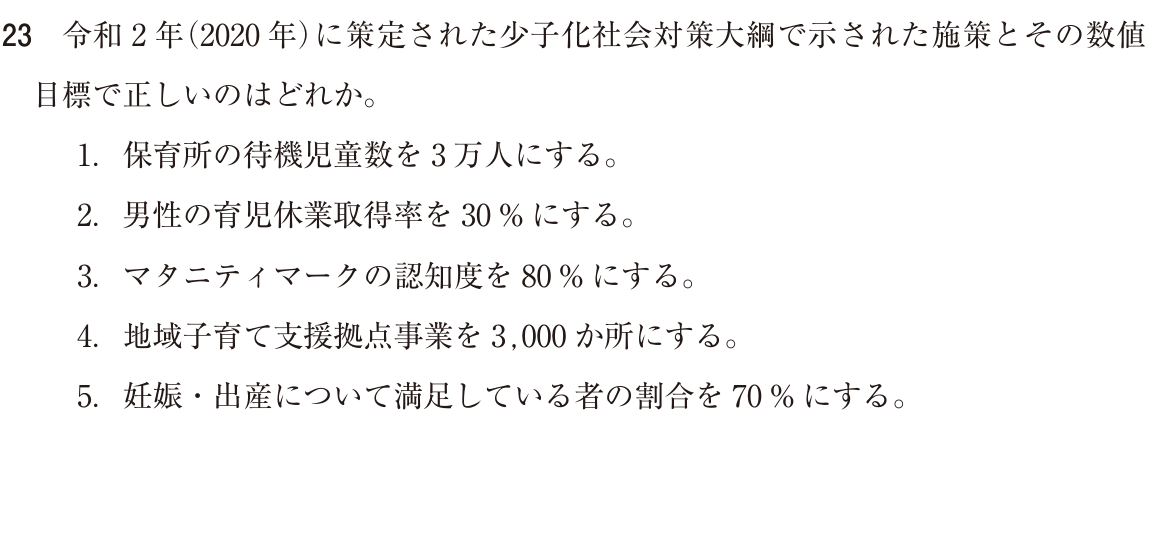 23 令和2年(2020年)に策定された少子化社会対策大綱で示された施策とその数値
目標で正しいのはどれか。
1. 保育所の待機児童数を3万人にする。
2. 男性の育児休業取得率を30%にする。
3. マタニティマークの認知度を80%にする。
4. 地域子育て支援拠点事業を3,000か所にする。
5. 妊娠・出産について満足している者の割合を70%にする。